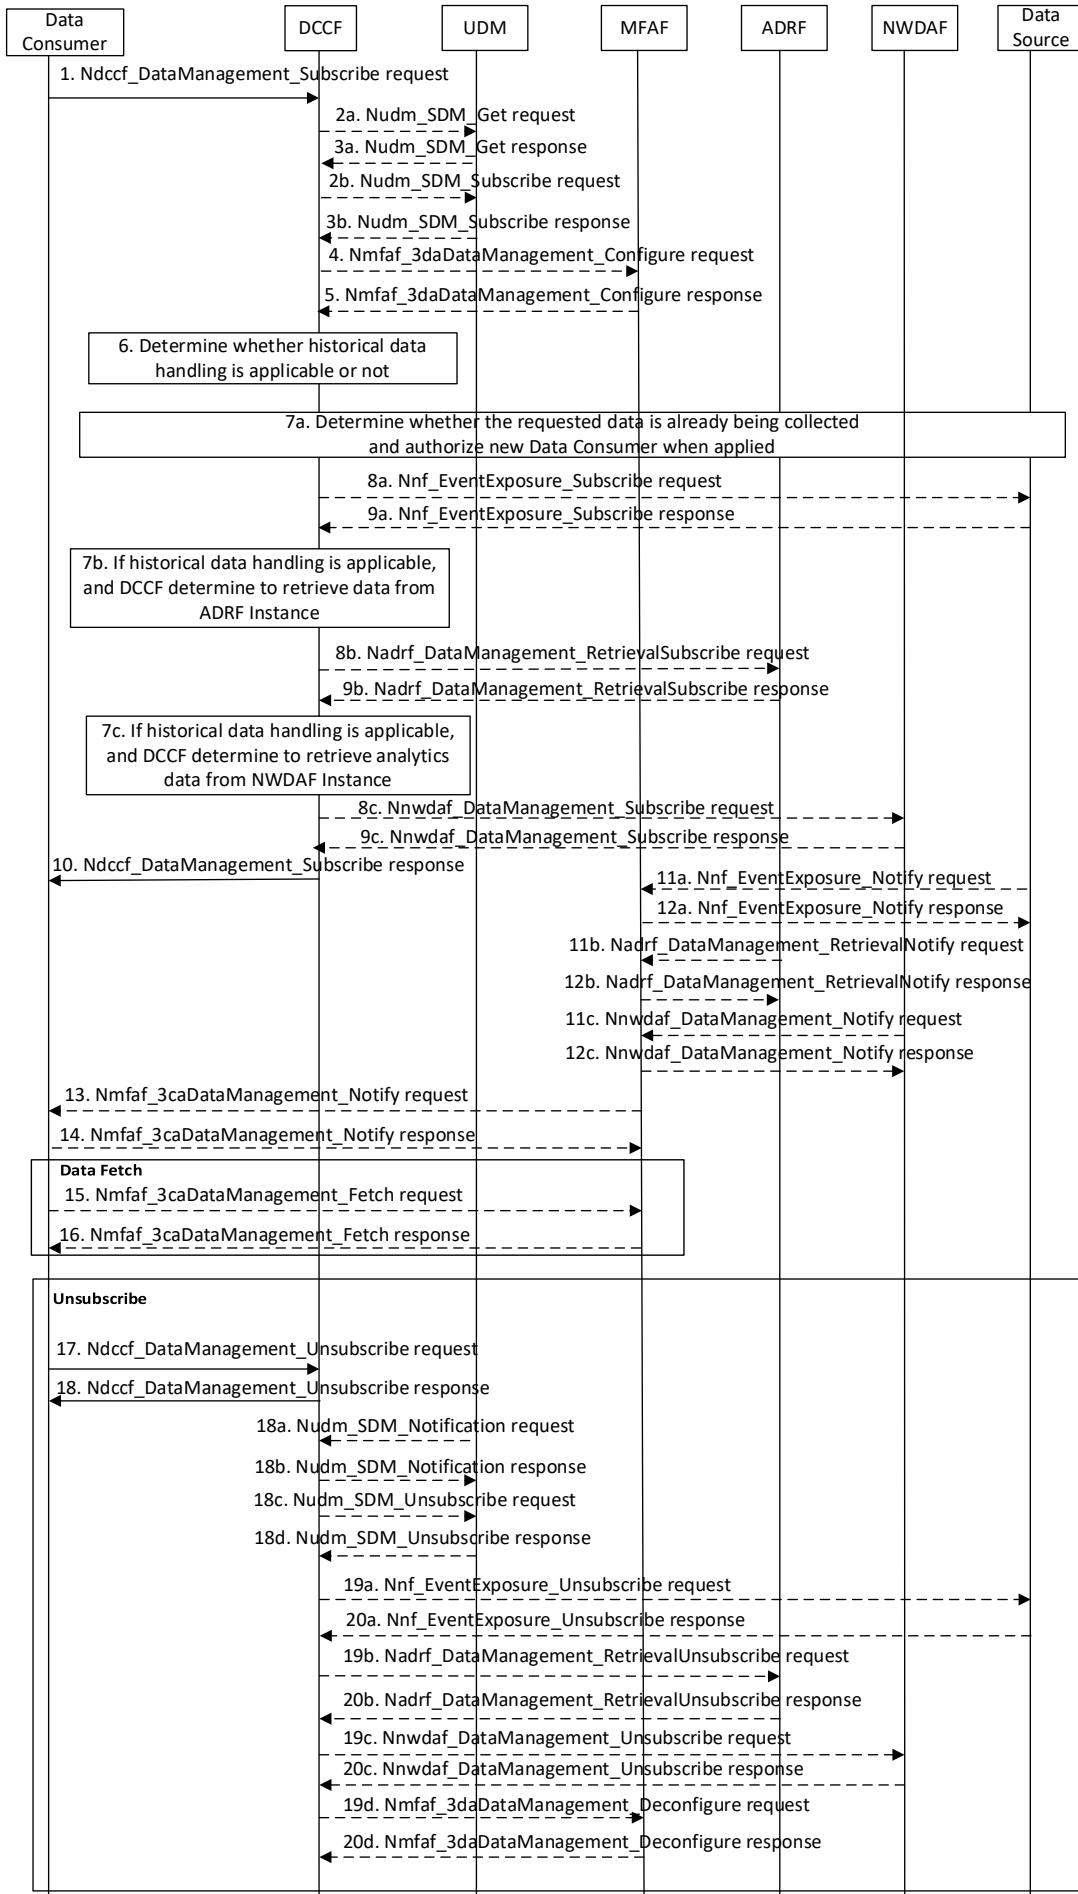 Data
Consumer
DCCF
UDM
MFAF
ADRF
NWDAF
Data
Source
1. Ndccf_DataManagement_Subscribe request
2a. Nudm_SDM_Get request
3a. Nudm_SDM_Get response
2b. Nudm_SDM_Subscribe request
3b. Nudm_SDM_Subscribe response
4. Nmfaf_3daDataManagement_Configure request
5. Nmfaf_3daDataManagement_Configure response
6. Determine whether historical data
handling is applicable or not
7a. Determine whether the requested data is already being collected
and authorize new Data Consumer when applied
8a. Nnf_EventExposure_Subscribe request
9a. Nnf_EventExposure_Subscribe response
7b. If historical data handling is applicable,
and DCCF determine to retrieve data from
ADRF Instance
8b. Nadrf_DataManagement_RetrievalSubscribe request
9b. Nadrf_DataManagement_RetrievalSubscribe response
7c. If historical data handling is applicable,
and DCCF determine to retrieve analytics
data from NWDAF Instance
8c. Nnwdaf_DataManagement_Subscribe request
9c. Nnwdaf_DataManagement_Subscribe response
10. Ndccf_DataManagement_Subscribe response
11a. Nnf_EventExposure_Notify request
12a. Nnf_EventExposure_Notify response
11b. Nadrf_DataManagement_RetrievalNotify request
12b. Nadrf_DataManagement_RetrievalNotify response
11c. Nnwdaf_DataManagement_Notify request
12c. Nnwdaf_DataManagement_Notify response
13. Nmfaf_3caDataManagement_Notify request
14. Nmfaf_3caDataManagement_Notify response
Data Fetch
15. Nmfaf_3caDataManagement_Fetch request
16. Nmfaf_3caDataManagement_Fetch response
Unsubscribe
17. Ndccf_DataManagement_Unsubscribe request
18. Ndccf_DataManagement_Unsubscribe response
18a. Nudm_SDM_Notification request
18b. Nudm_SDM_Notification response
18c. Nudm_SDM_Unsubscribe request
18d. Nudm_SDM_Unsubscribe response
19a. Nnf_EventExposure_Unsubscribe request
20a. Nnf_EventExposure_Unsubscribe response
19b. Nadrf_DataManagement_RetrievalUnsubscribe request
20b. Nadrf_DataManagement_RetrievalUnsubscribe response
19c. Nnwdaf_DataManagement_Unsubscribe request
20c. Nnwdaf_DataManagement_Unsubscribe response
19d. Nmfaf_3daDataManagement_Deconfigure request
20d. Nmfaf_3daDataManagement_Deconfigure response